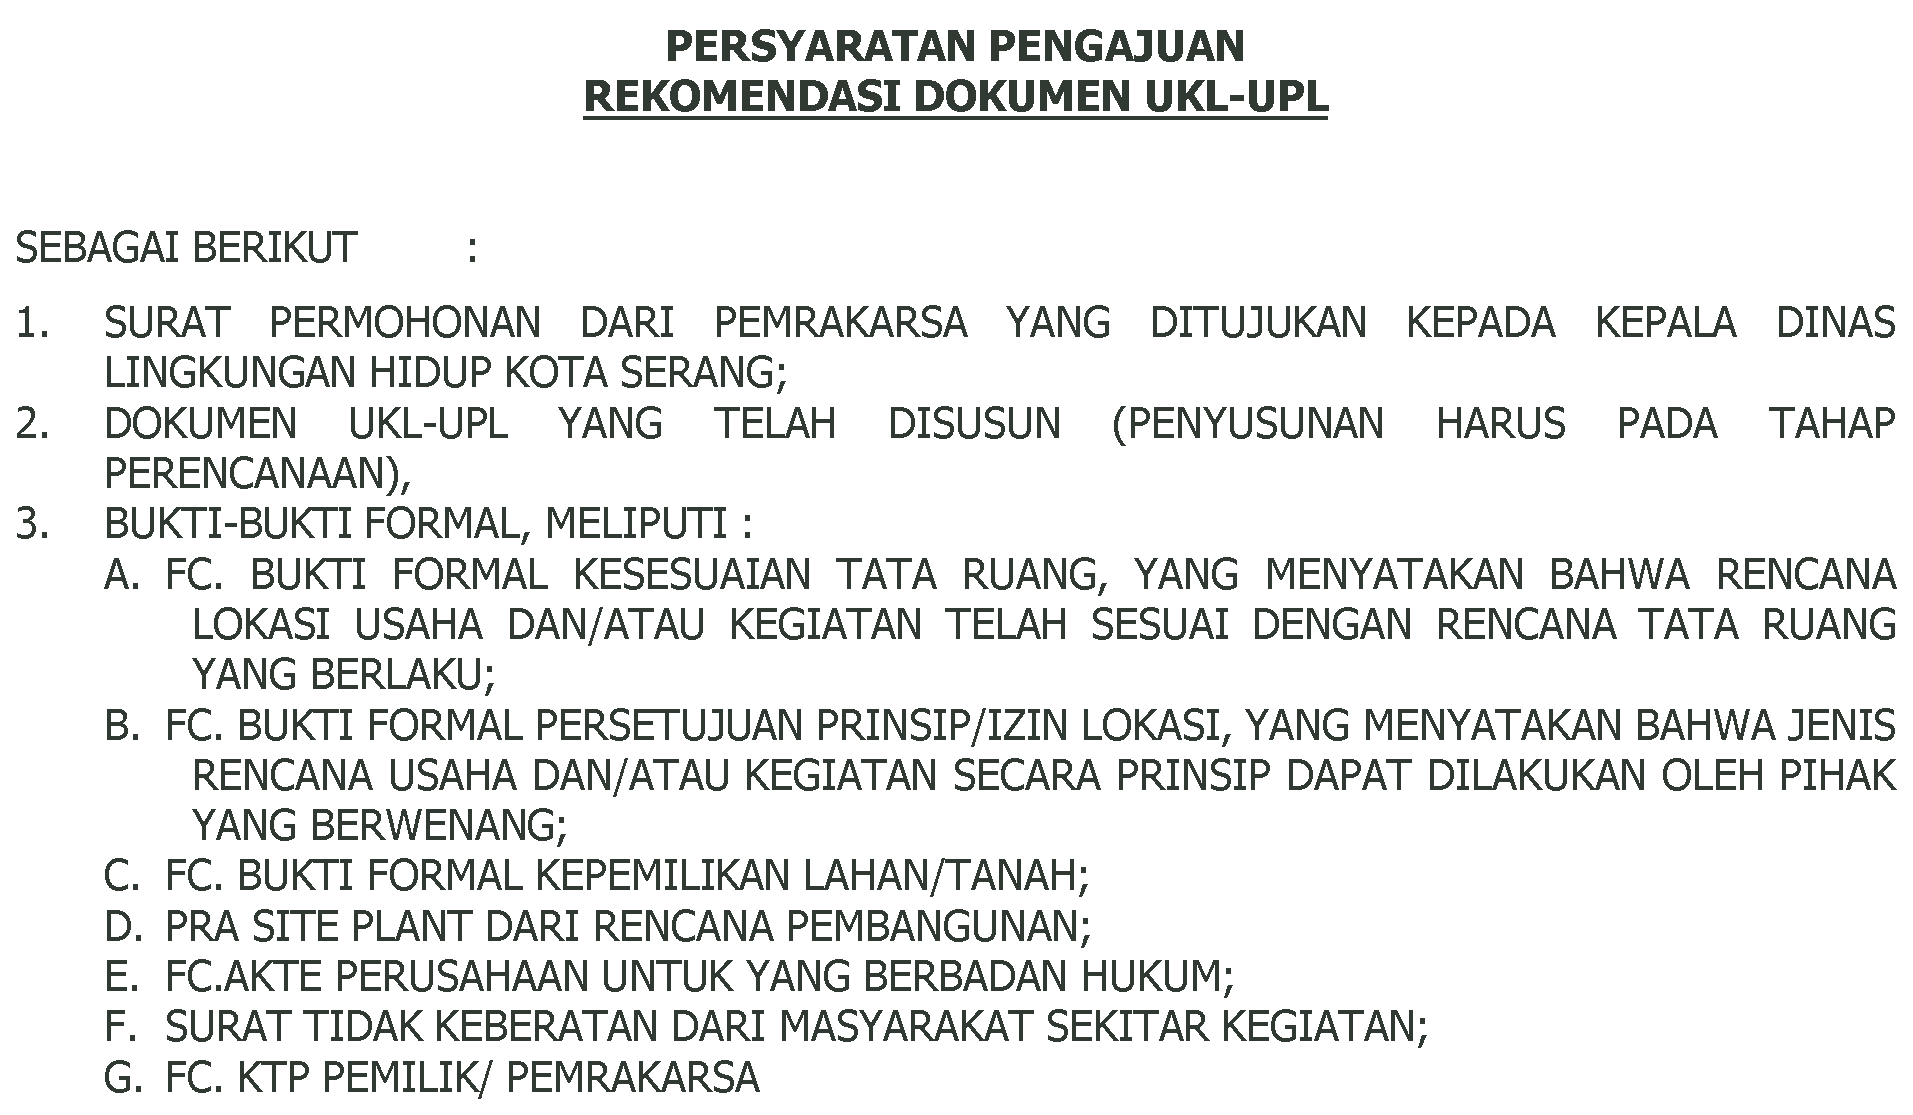 PERSYARATAN PENGAJUAN
REKOMENDASI DOKUMEN UKL-UPL
SEBAGAI BERIKUT :
1. SURAT PERMOHONAN DARI PEMRAKARSA YANG DITUJUKAN KEPADA KEPALA DINAS
LINGKUNGAN HIDUP KOTA SERANG;
2. DOKUMEN UKL-UPL YANG TELAH DISUSUN (PENYUSUNAN HARUS PADA TAHAP
PERENCANAAN),
3. BUKTI-BUKTI FORMAL, MELIPUTI :
A. FC. BUKTI FORMAL KESESUAIAN TATA RUANG, YANG MENYATAKAN BAHWA RENCANA
LOKASI USAHA DAN/ATAU KEGIATAN TELAH SESUAI DENGAN RENCANA TATA RUANG
YANG BERLAKU;
B. FC. BUKTI FORMAL PERSETUJUAN PRINSIP/IZIN LOKASI, YANG MENYATAKAN BAHWA JENIS
RENCANA USAHA DAN/ATAU KEGIATAN SECARA PRINSIP DAPAT DILAKUKAN OLEH PIHAK
YANG BERWENANG;
C. FC. BUKTI FORMAL KEPEMILIKAN LAHAN/TANAH;
D. PRA SITE PLANT DARI RENCANA PEMBANGUNAN;
E. FC.AKTE PERUSAHAAN UNTUK YANG BERBADAN HUKUM;
F. SURAT TIDAK KEBERATAN DARI MASYARAKAT SEKITAR KEGIATAN;
G. FC. KTP PEMILIK/ PEMRAKARSA